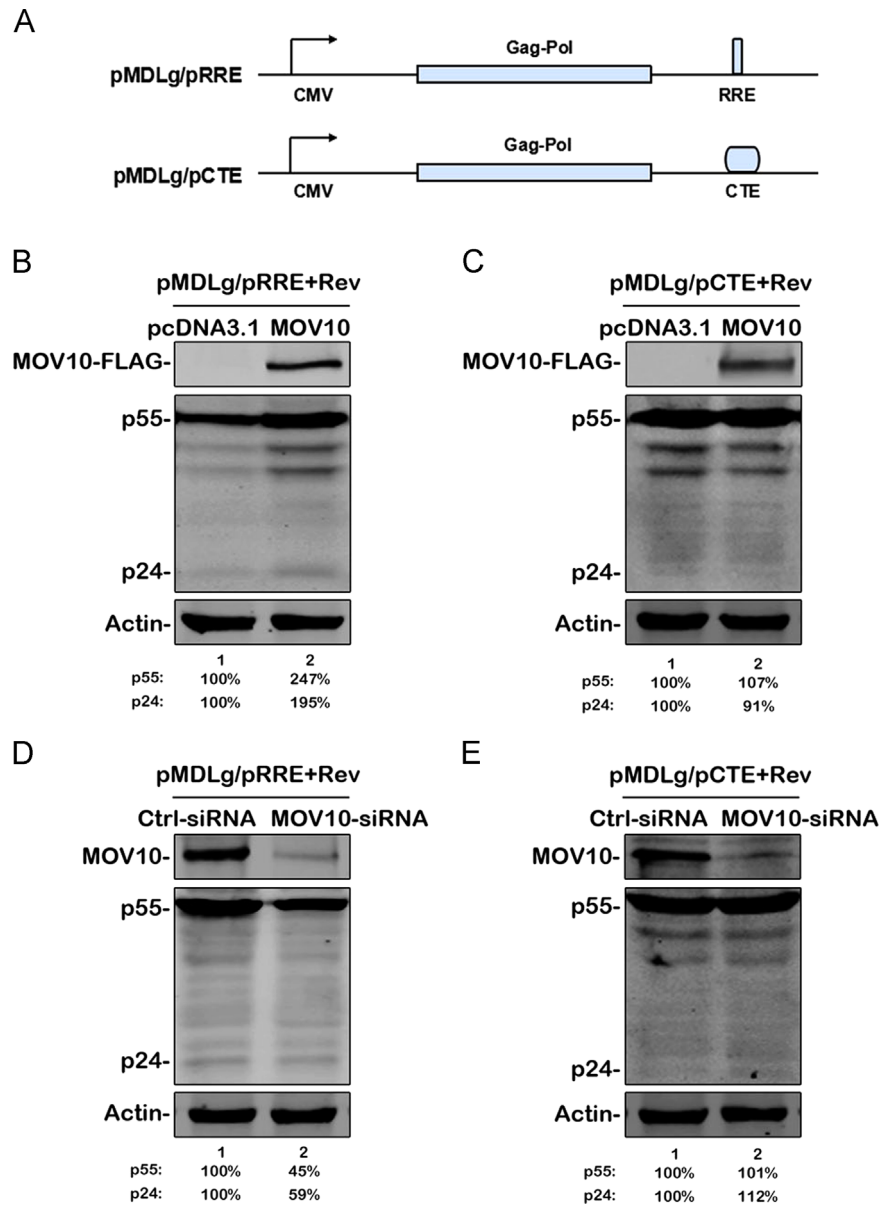 A
pMDLg/pRRE
Gag-Pol
CMV
RRE
pMDLg/pCTE
Gag-Pol
CMV
CTE
B
pMDLg/pRRE+Rev
pcDNA3.1 MOV10
MOV10-FLAG-
p55-
p24-
Actin-
1 2
p55: 100% 247%
p24: 100% 195%
C
pMDLg/pCTE+Rev
pcDNA3.1 MOV10
MOV10-FLAG-
p55-
p24-
Actin-
1 2
p55: 100% 107%
p24: 100% 91%
D
pMDLg/pRRE+Rev
Ctrl-siRNA MOV10-siRNA
MOV10-
p55-
p24-
Actin-
1 2
p55: 100% 45%
p24: 100% 59%
E
pMDLg/pCTE+Rev
Ctrl-siRNA MOV10-siRNA
MOV10-
p55-
p24-
Actin-
1 2
p55: 100% 101%
p24: 100% 112%